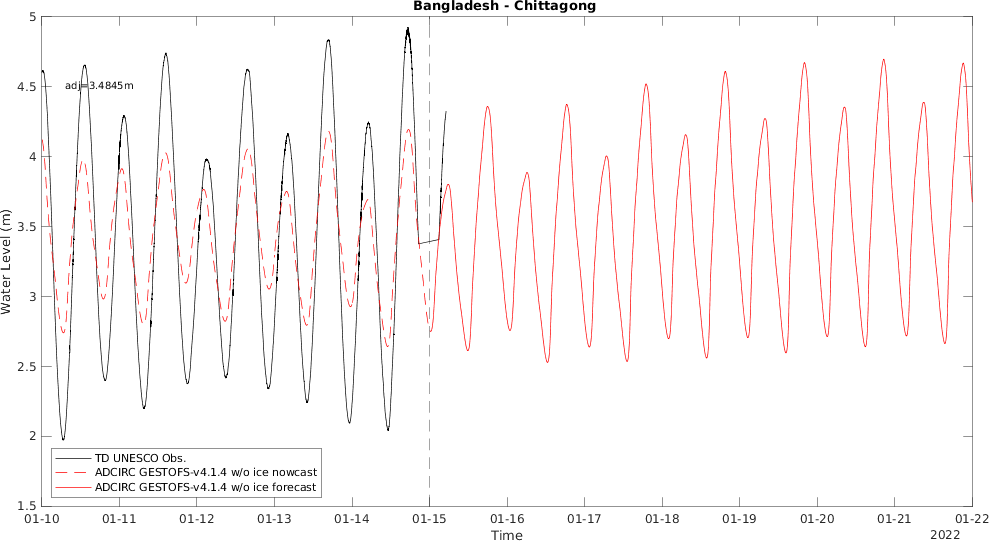 Bangladesh - Chittagong
5
4.5
4
3.5
3
2.5
2
1.5
Water Level (m)
adj=3.4845m
TD UNESCO Obs.
ADCIRC GESTOFS-v4.1.4 w/o ice nowcast
ADCIRC GESTOFS-v4.1.4 w/o ice forecast
01-10 01-11 01-12 01-13 01-14 01-15 01-16 01-17 01-18 01-19 01-20 01-21 01-22
Time
2022